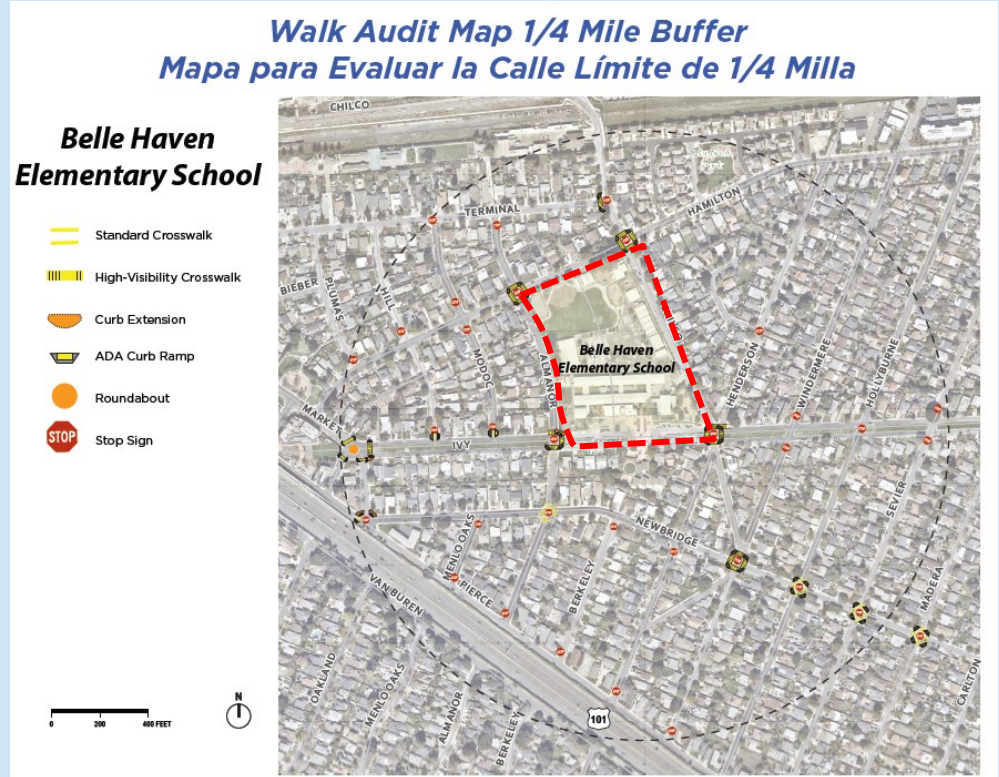 Walk Audit Map 1/4 Mile Buffer
Mapa para Evaluar la Calle Límite de 1/4 Milla
Belle Haven
Elementary School
Standard Crosswalk
High-Visibility Crosswalk
Curb Extension
ADA Curb Ramp
Roundabout
STOP
Stop Sign
CHILCO
TERMINAL
HAMILTON
BIEBER
PLUMAS
HILL
MODOC
ALMANOR
Belle Haven
Elementary School
HENDERSON
WINDERMERE
HOLLYBURNE
MARKET
IVY
SEVIER
NEWBRIDGE
MENLO OAKS
PIERCE
BERKELEY
VAN BUREN
MADERA
OAKLAND
MENLO OAKS
ALMANOR
BERKELEY
CARLTON
101
N
0 200 400 FEET